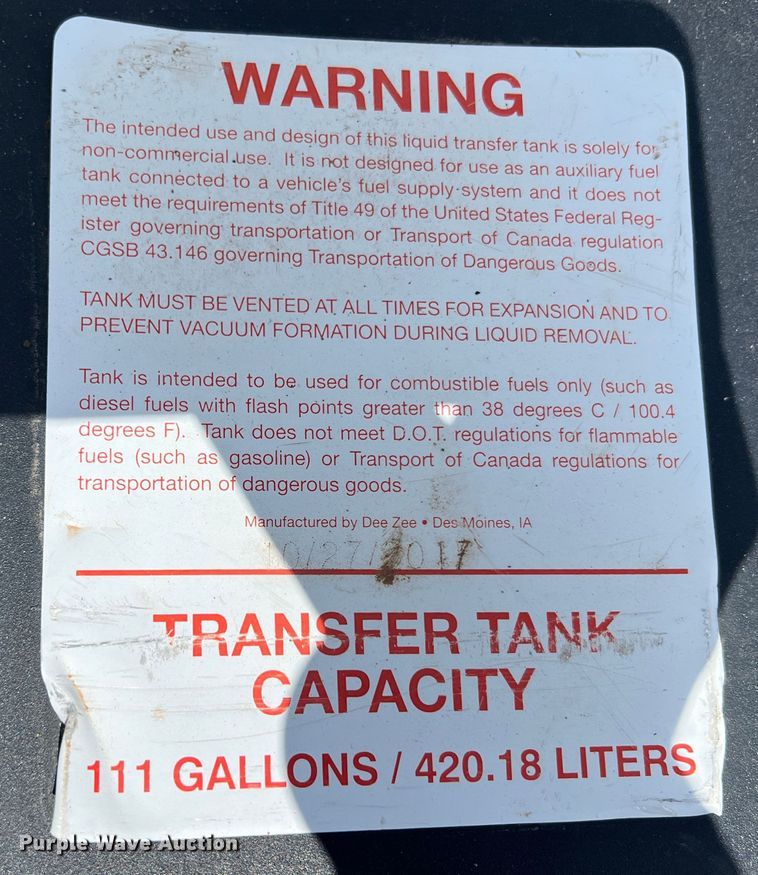 WARNING
The intended use and design of this liquid transfer tank is solely for
non-commercial use. It is not designed for use as an auxiliary fuel
tank connected to a vehicle's fuel supply system and it does not
meet the requirements of Title 49 of the United States Federal Reg-
ister governing transportation or Transport of Canada regulation
CGSB 43.146 governing Transportation of Dangerous Goods.
TANK MUST BE VENTED AT ALL TIMES FOR EXPANSION AND TO
PREVENT VACUUM FORMATION DURING LIQUID REMOVAL.
Tank is intended to be used for combustible fuels only (such as
diesel fuels with flash points greater than 38 degrees C / 100.4
degrees F). Tank does not meet D.O.T. regulations for flammable
fuels (such as gasoline) or Transport of Canada regulations for
transportation of dangerous goods.
Manufactured by Dee Zee • Des Moines, IA
10/27/2017
TRANSFER TANK
CAPACITY
111 GALLONS / 420.18 LITERS
Purple Wave Auction